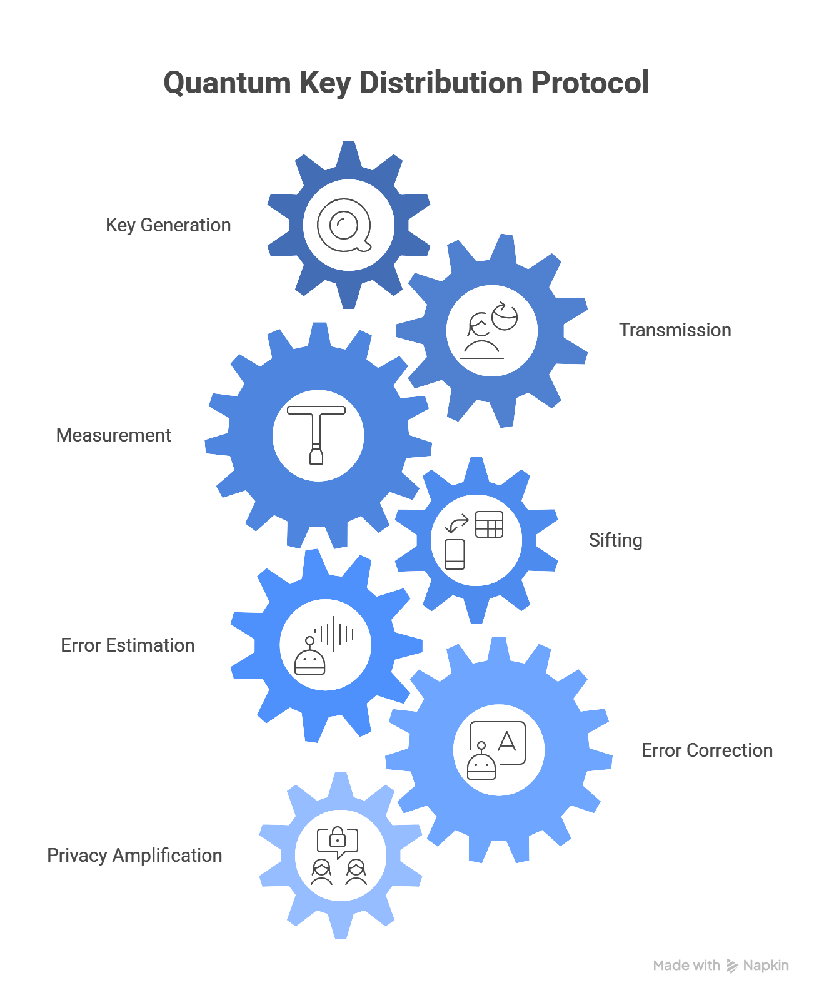 Quantum Key Distribution Protocol
Key Generation
Transmission
Measurement
Sifting
Error Estimation
A
Error Correction
Privacy Amplification
Made with Napkin